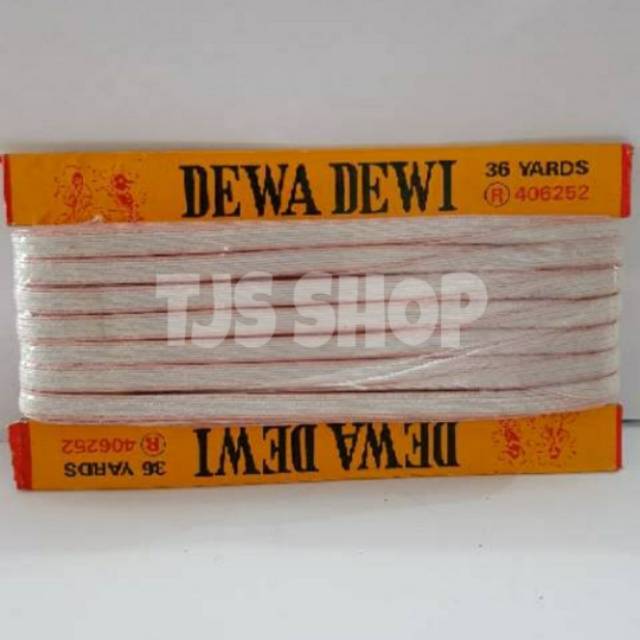 DEWA DEWI
36 YARDS
® 406252
TJS SHOP
DEWA DEWI
36 YARDS
® 406252